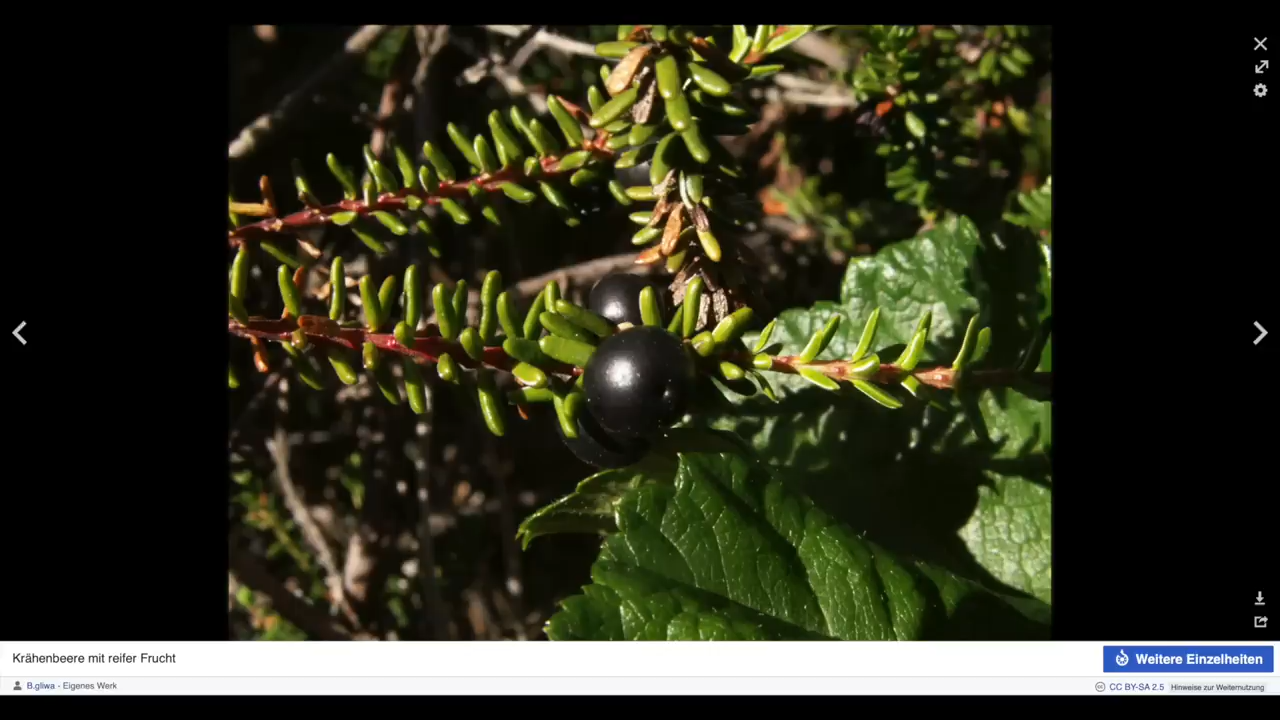 Krähenbeere mit reifer Frucht
Weitere Einzelheiten
B.gliwa - Eigenes Werk
CC BY-SA 2.5 Hinweise zur Weiternutzung